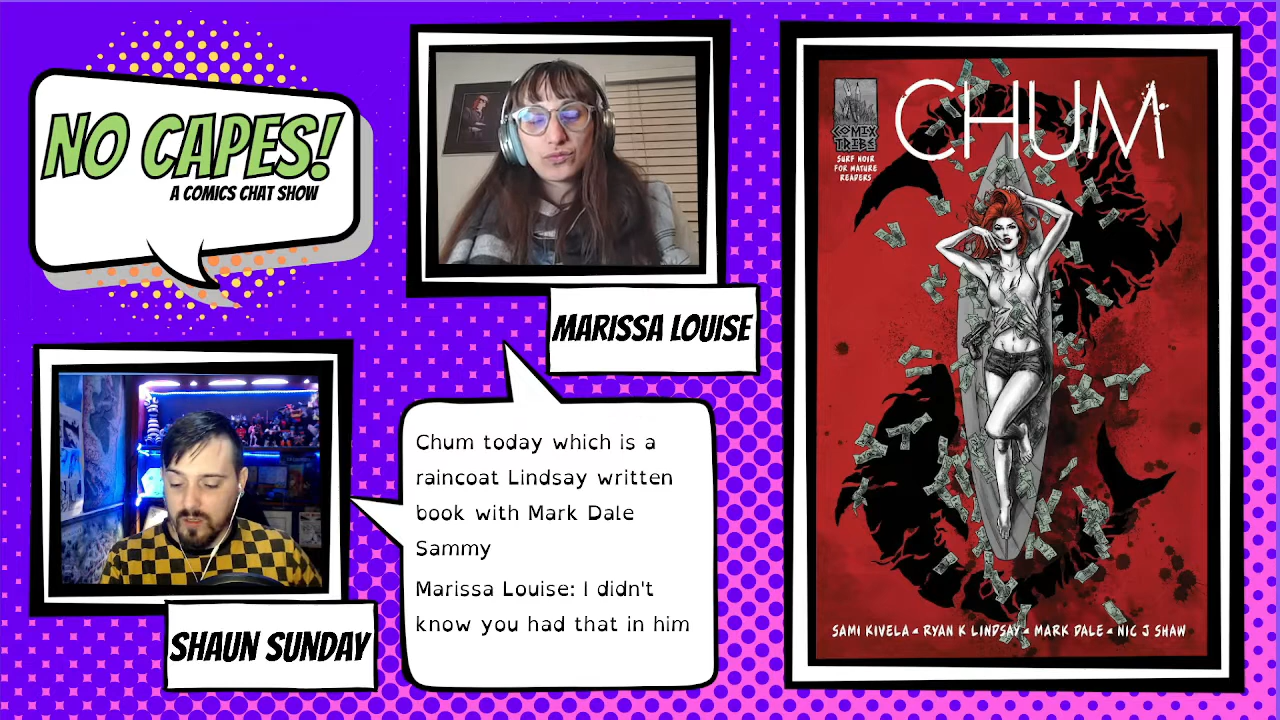 NO CAPES!
A COMICS CHAT SHOW
MARISSA LOUISE
SHAUN SUNDAY
Chum today which is a
raincoat Lindsay written
book with Mark Dale
Sammy
Marissa Louise: I didn't
know you had that in him
CHUM
COMIX
TRIBE
SURF NOIR
FOR MATURE
READERS
SAMI KIVELA • RYAN K LINDSAY • MARK DALE • NIC J SHAW